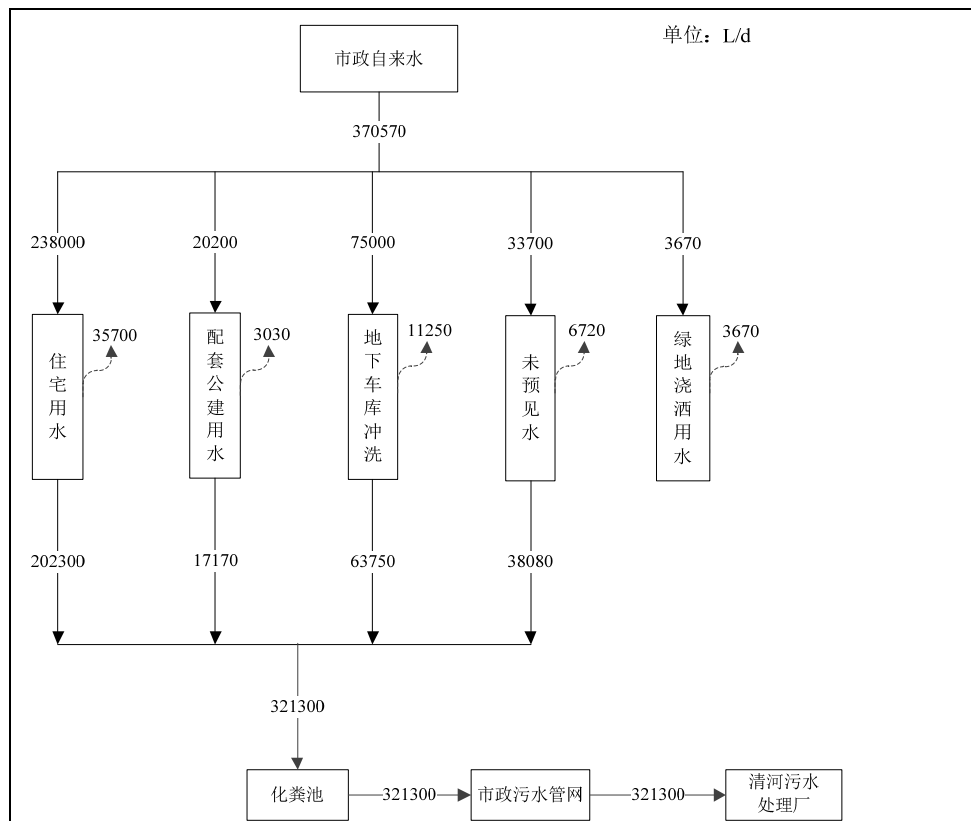 单位：L/d
市政自来水
370570
238000
20200
75000
33700
3670
35700
3030
11250
6720
3670
住宅用水
配套公建用水
地下车库冲洗
未预见水
绿地浇洒用水
202300
17170
63750
38080
321300
化粪池
321300
市政污水管网
321300
清河污水
处理厂